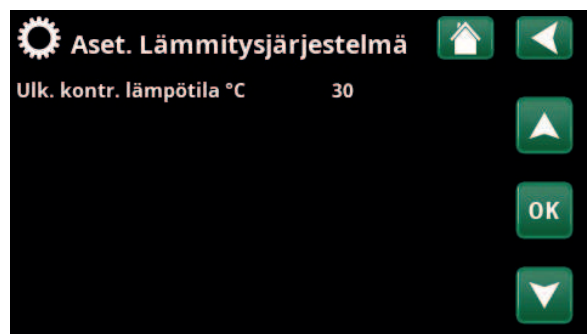 Aset. Lämmitysjärjestelmä
Ulk. kontr. lämpötila °C 30
OK